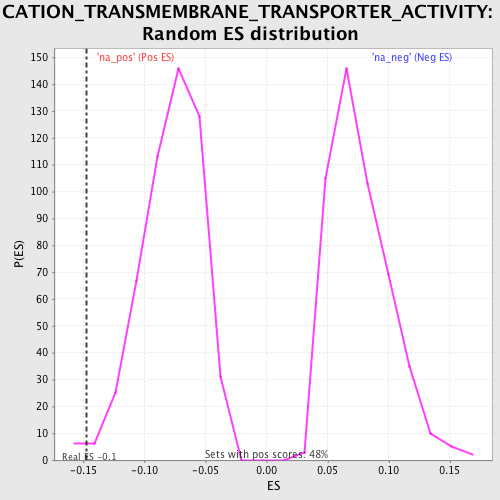 CATION_TRANSMEMBRANE_TRANSPORTER_ACTIVITY:
Random ES distribution
'na_pos' (Pos ES)
'na_neg' (Neg ES)
150
140
130
120
110
100
90
80
70
60
50
40
30
20
10
0
P(ES)
Real ES -0.1
Sets with pos scores: 48%
-0.15 -0.10 -0.05 0.00 0.05 0.10 0.15
ES